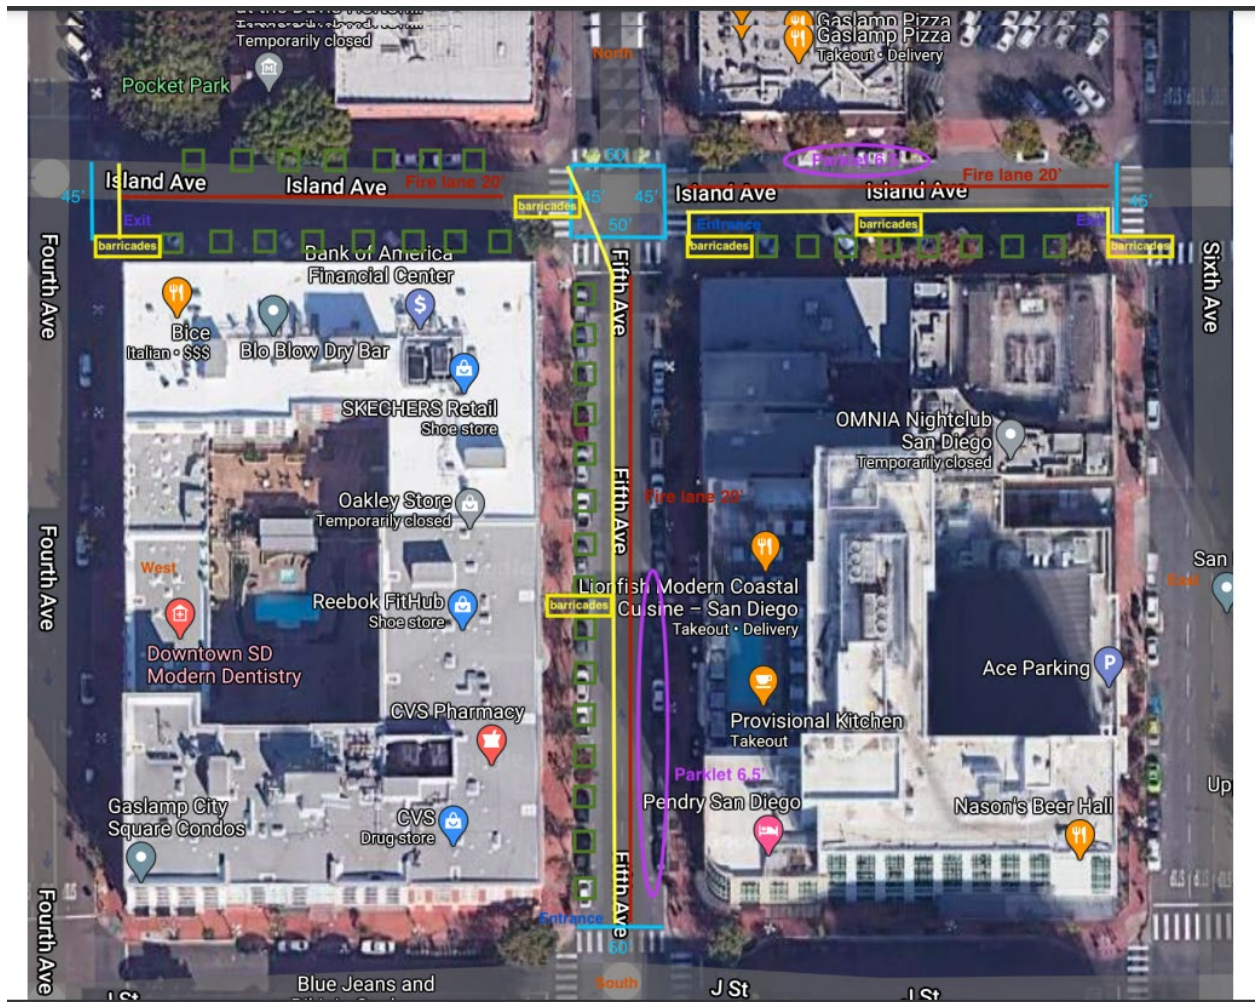 Temporarily closed
Pocket Park
North
Gaslamp Pizza
Gaslamp Pizza
Takeout • Delivery
50'
Parklet 6.5'
Island Ave
Island Ave
Fire lane 20'
45'
45'
45'
Island Ave
Island Ave
Fire lane 20'
45'
barricades
50'
Exit
Entrance
barricades
Exit
barricades
barricades
barricades
Bank of America
Financial Center
Fourth Ave
Fifth Ave
Sixth Ave
Bice
Italian • $$$
Blo Blow Dry Bar
SKECHERS Retail
Shoe store
OMNIA Nightclub
San Diego
Temporarily closed
Oakley Store
Temporarily closed
Fifth Ave
Fire lane 20'
Fourth Ave
West
San
East
Reebok FitHub
Shoe store
barricades
Lionfish Modern Coastal
Cuisine – San Diego
Takeout • Delivery
Downtown SD
Modern Dentistry
Ace Parking
P
CVS Pharmacy
Provisional Kitchen
Takeout
Parklet 6.5'
Pendry San Diego
Nason's Beer Hall
Up
Gaslamp City
Square Condos
CVS
Drug store
Fifth Ave
Fourth Ave
Entrance
50'
South
Blue Jeans and
J St
J St
J St